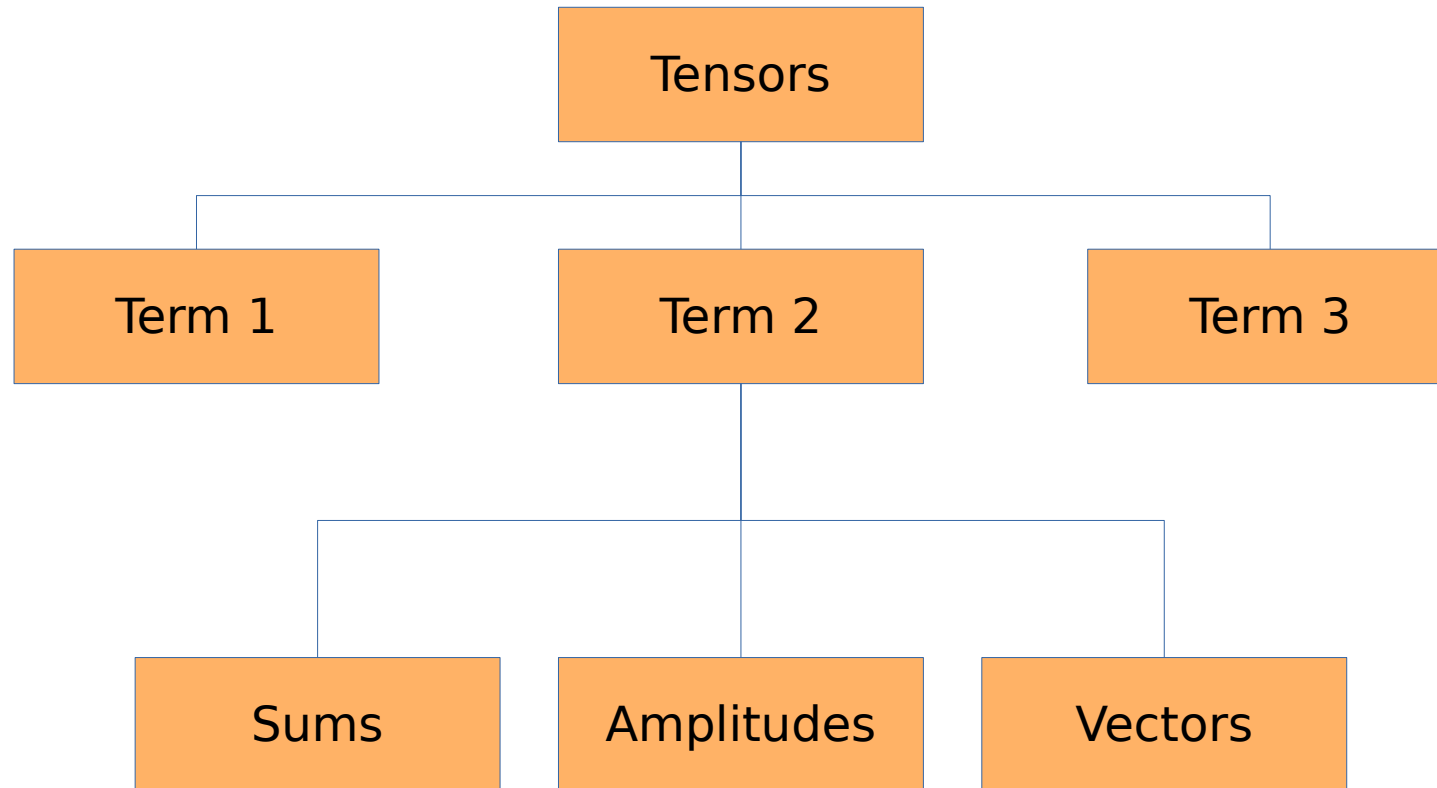 Tensors
Term 1
Term 2
Term 3
Sums
Amplitudes
Vectors